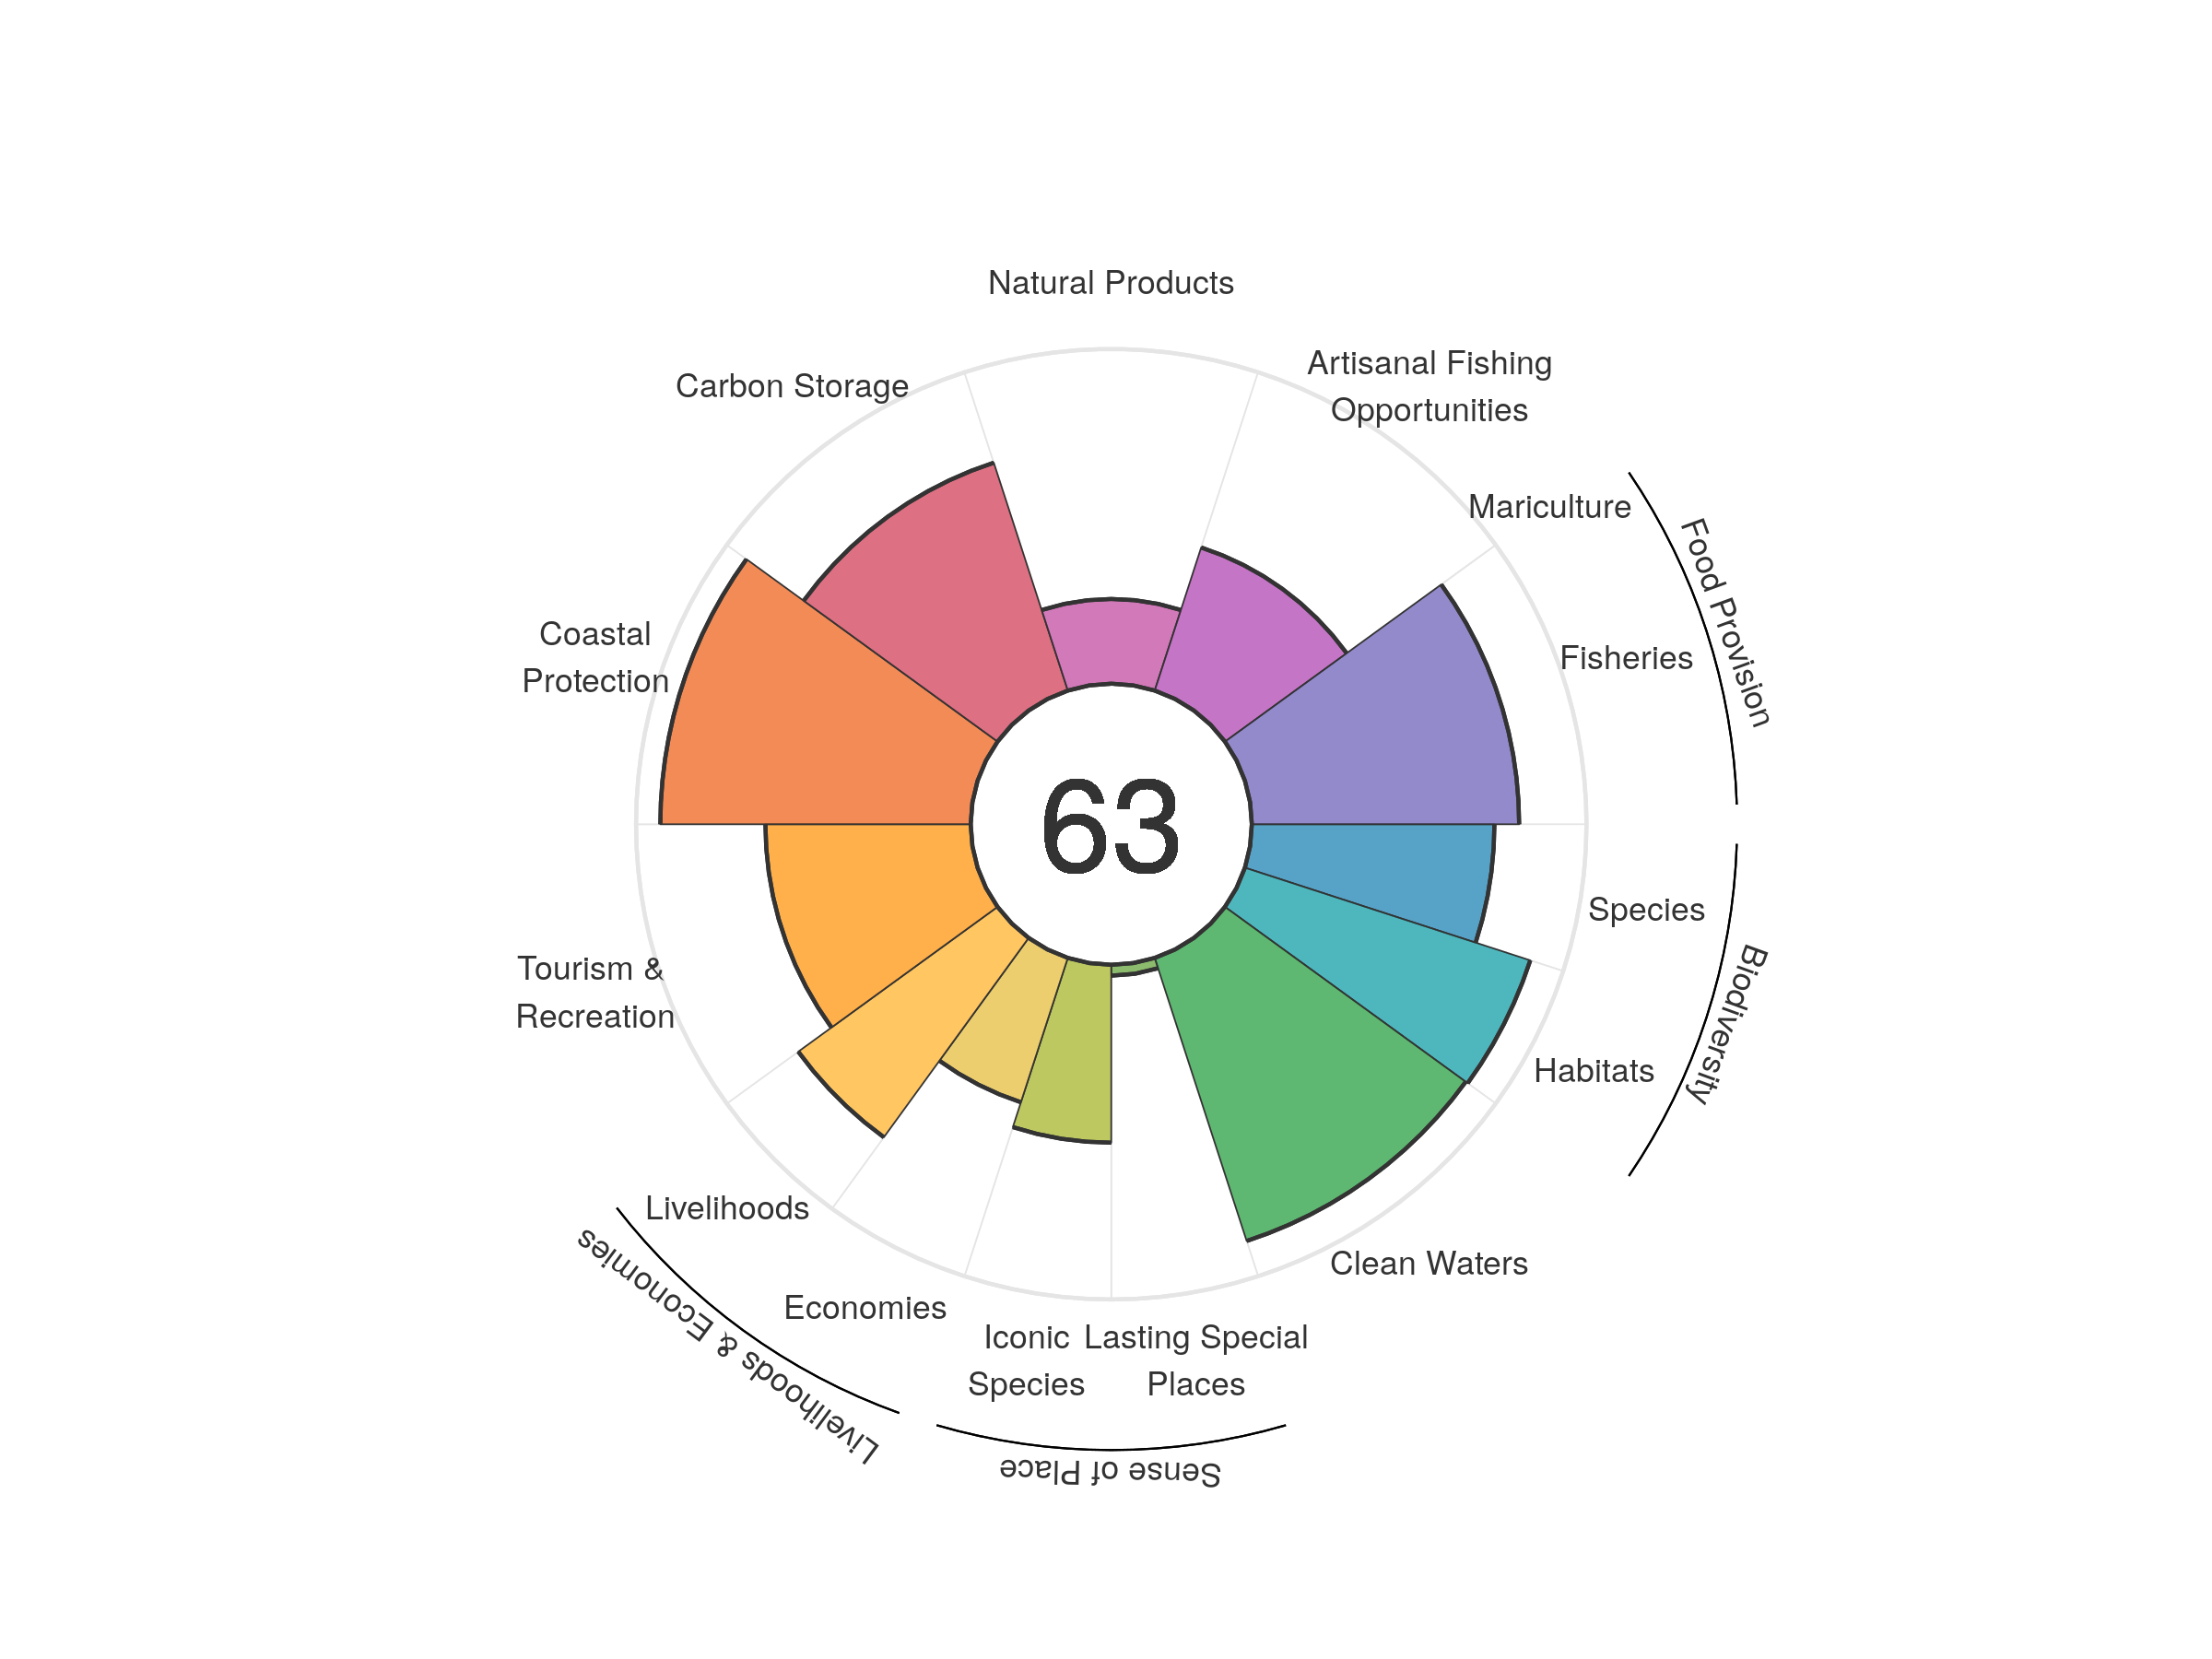 Natural Products
Artisanal Fishing
Opportunities
Carbon Storage
Mariculture
Food Provision
Fisheries
Coastal
Protection
63
Species
Biodiversity
Tourism &
Recreation
Habitats
Livelihoods
Livelihoods & Economies
Clean Waters
Economies
Iconic
Species
Lasting Special
Places
Sense of Place